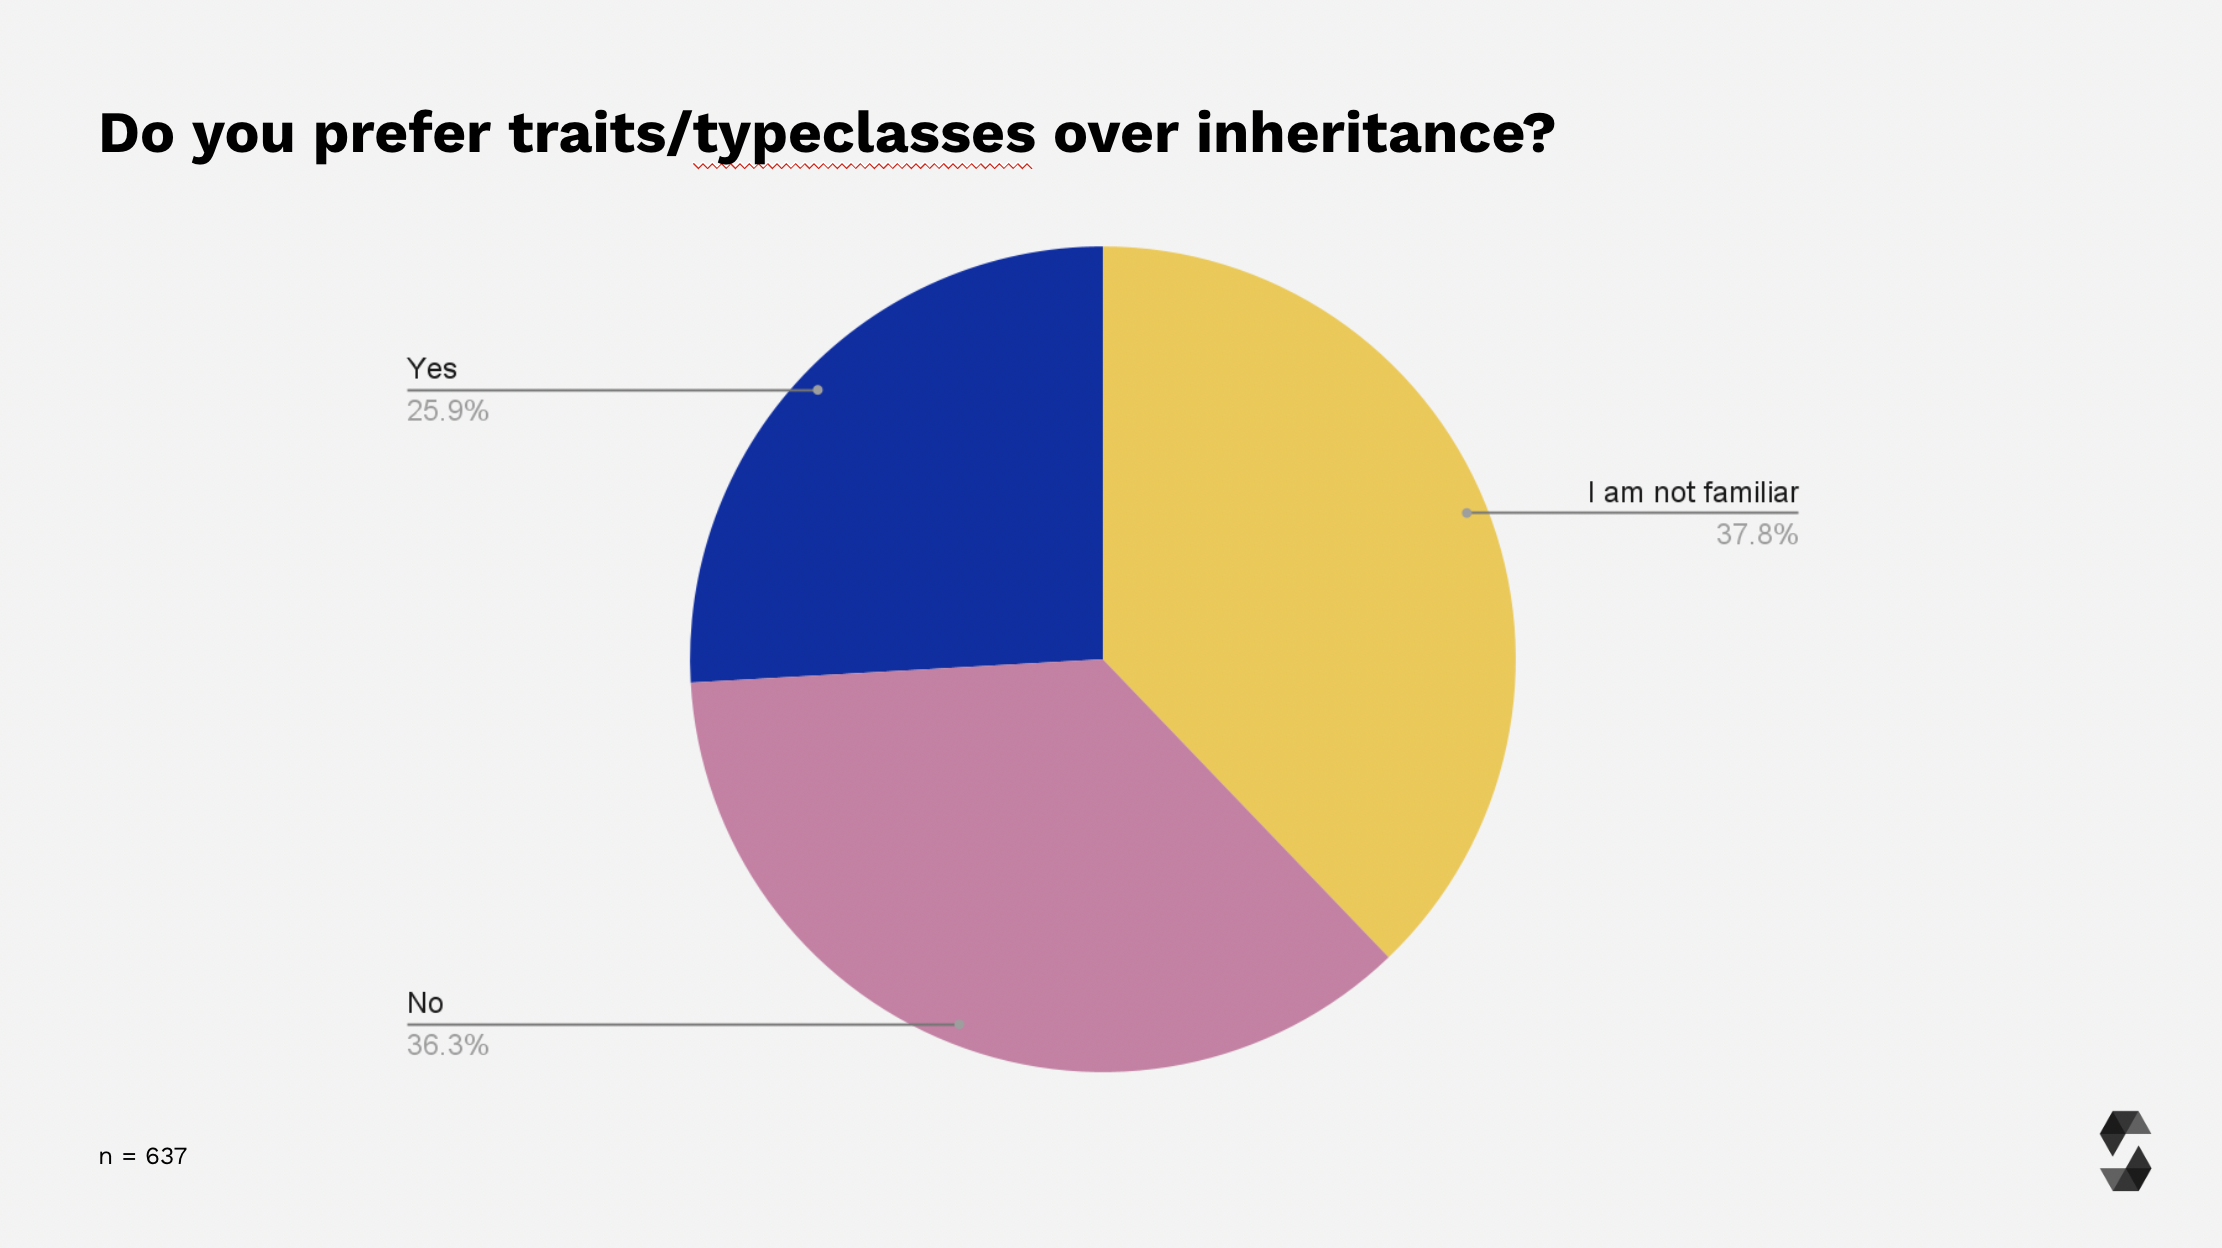 Do you prefer traits/typeclasses over inheritance?
Yes
25.9%
I am not familiar
37.8%
No
36.3%
n = 637